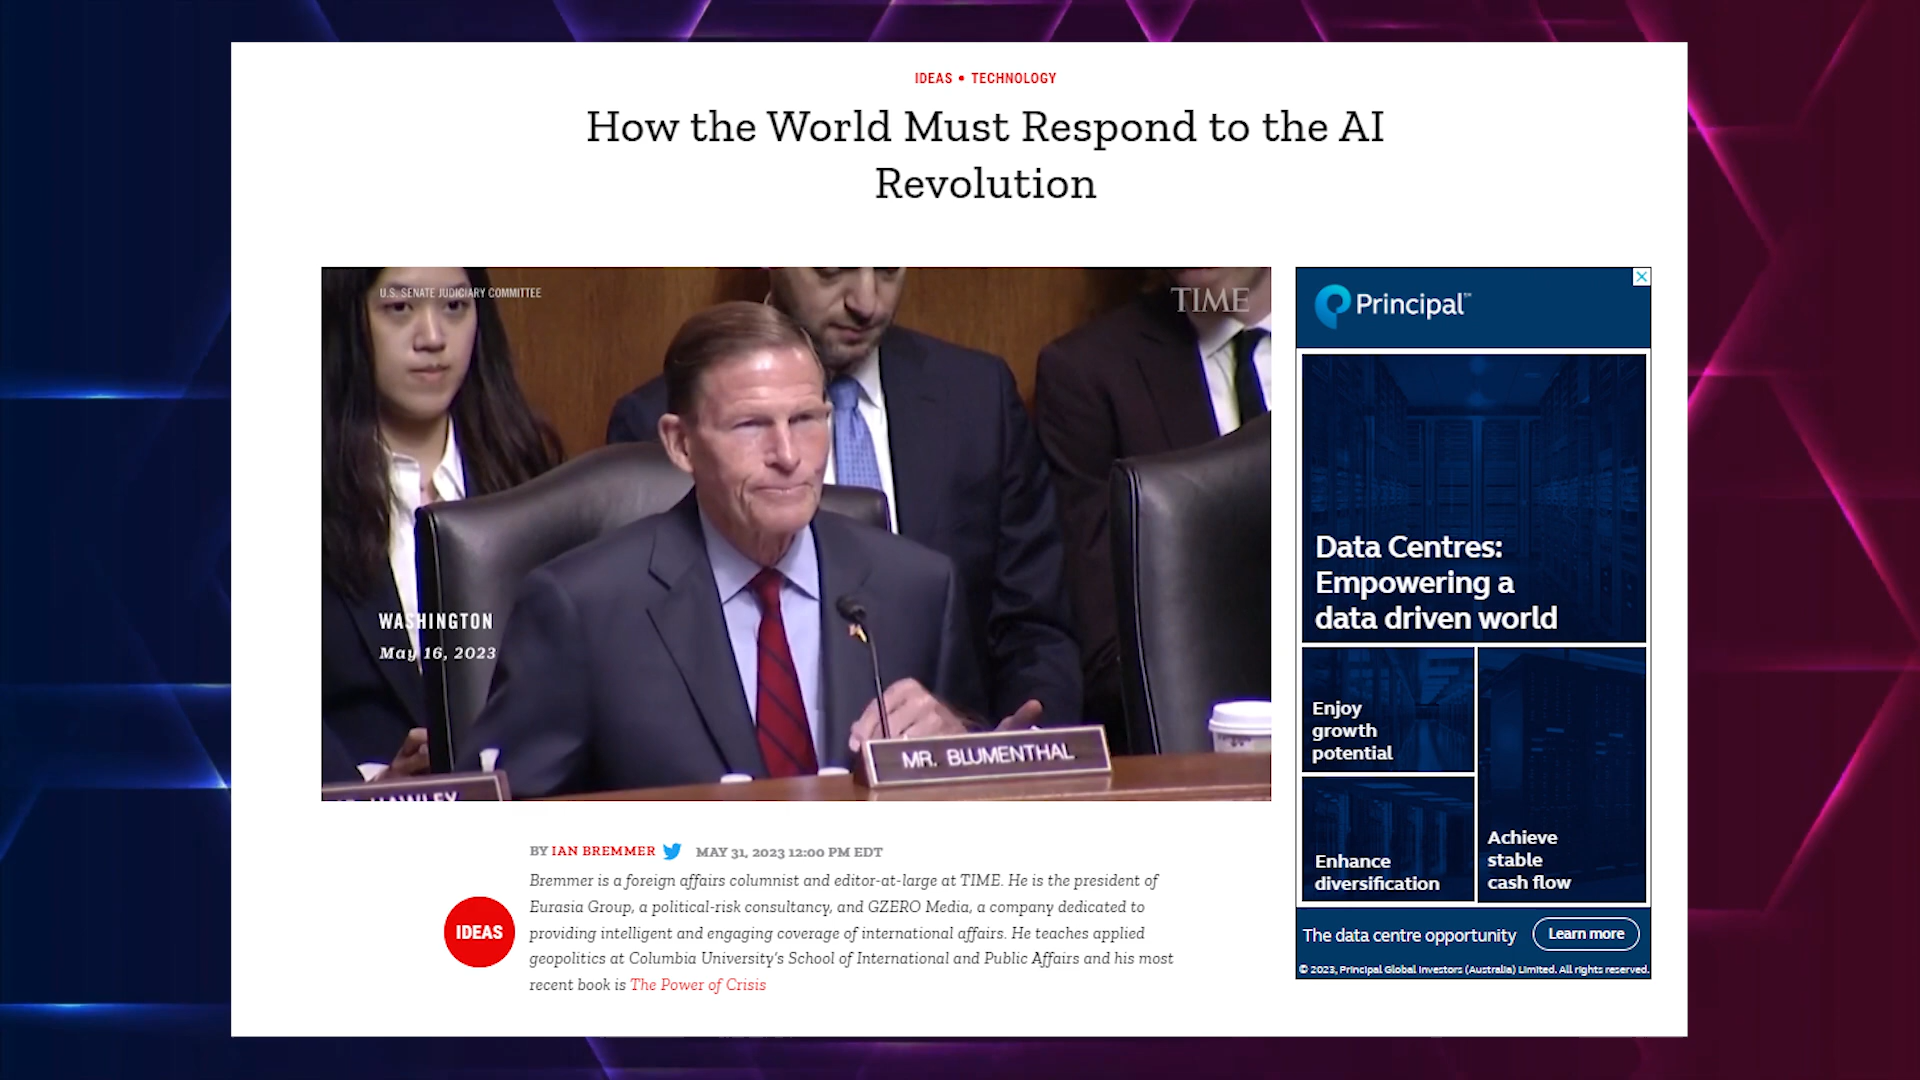 IDEAS • TECHNOLOGY
How the World Must Respond to the AI
Revolution
U.S. SENATE JUDICIARY COMMITTEE
TIME
WASHINGTON
May 16, 2023
MR. BLUMENTHAL
HAWLEY
BY IAN BREMMER MAY 31, 2023 12:00 PM EDT
IDEAS
Bremmer is a foreign affairs columnist and editor-at-large at TIME. He is the president of
Eurasia Group, a political-risk consultancy, and GZERO Media, a company dedicated to
providing intelligent and engaging coverage of international affairs. He teaches applied
geopolitics at Columbia University's School of International and Public Affairs and his most
recent book is The Power of Crisis
Principal™
Data Centres:
Empowering a
data driven world
Enjoy
growth
potential
Enhance
diversification
Achieve
stable
cash flow
The data centre opportunity
Learn more
© 2023, Principal Global Investors (Australia) Limited. All rights reserved.